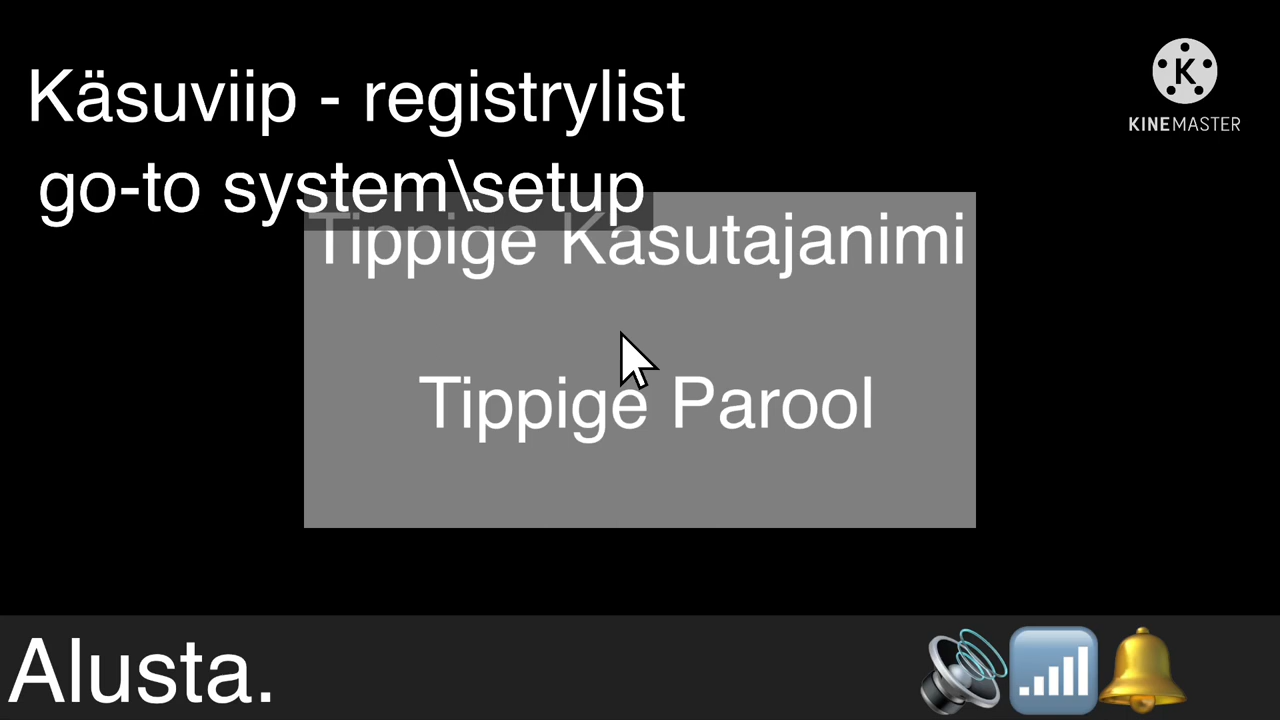 Käsuviip - registrylist
go-to system\setup
Tippige Kasutajanimi
Tippige Parool
Alusta.
K
KINEMASTER